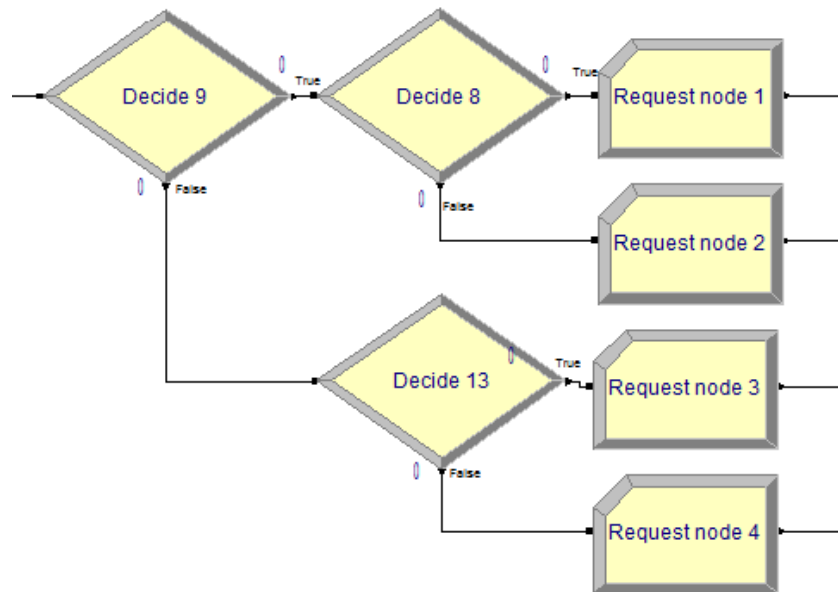 Decide 9
0
True
0
False
Decide 8
0
True
0
False
Request node 1
Request node 2
Decide 13
0
True
0
False
Request node 3
Request node 4